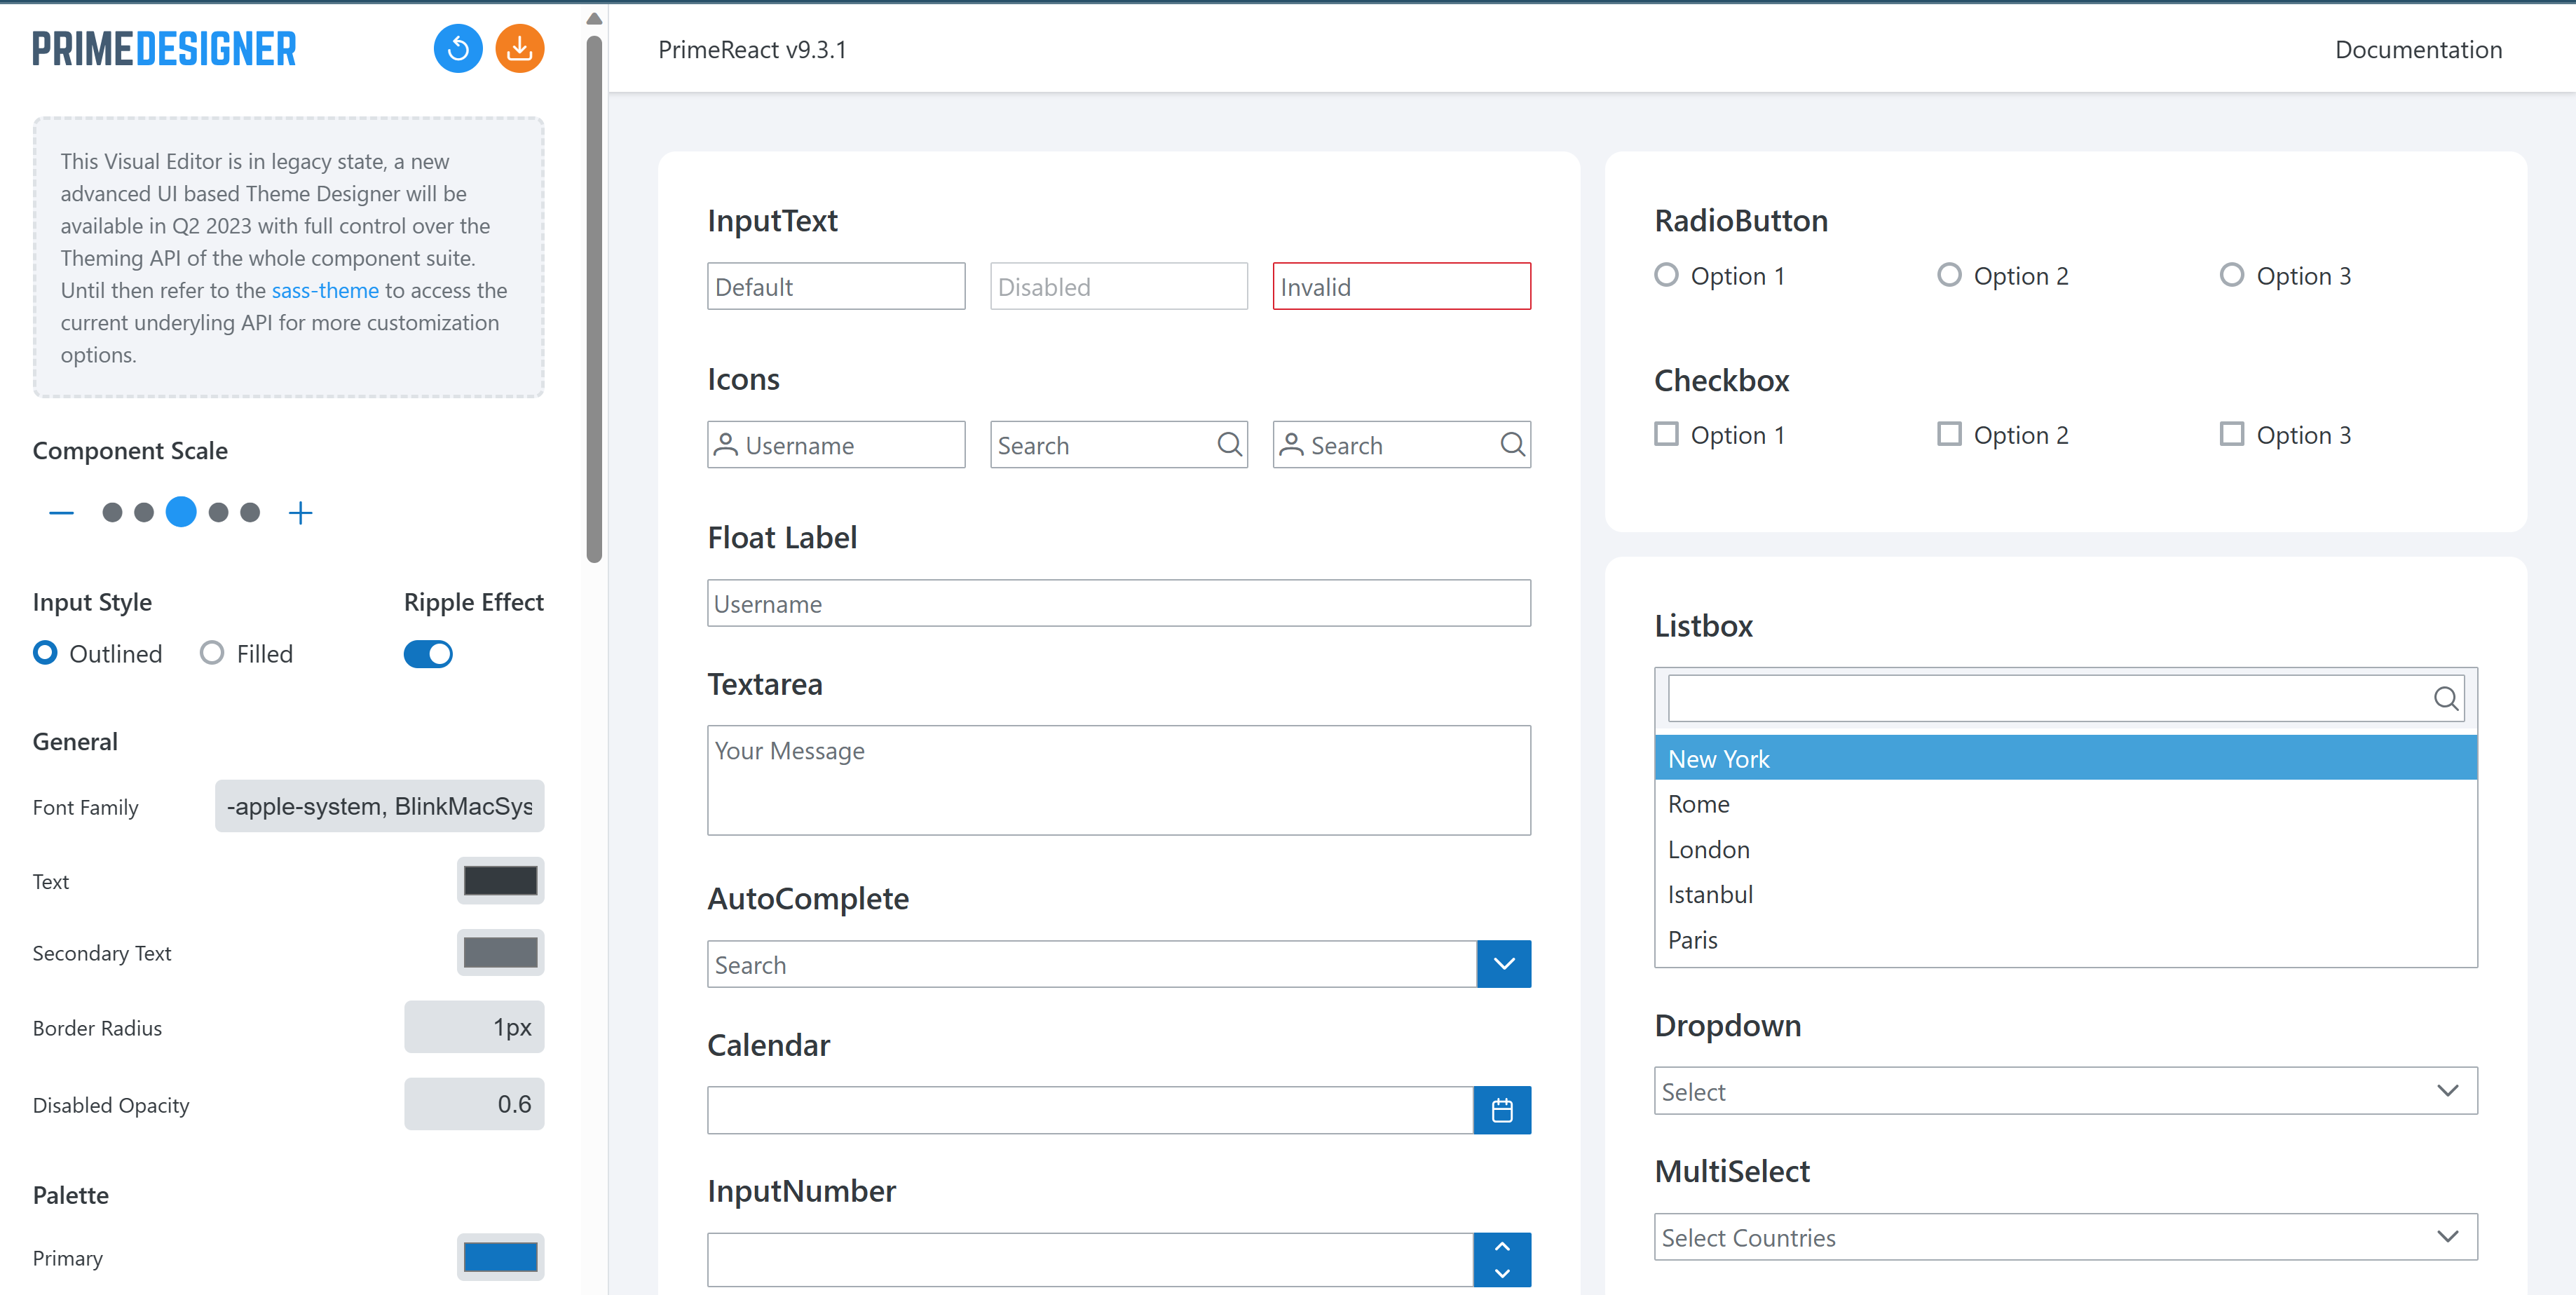 PRIMEDESIGNER
This Visual Editor is in legacy state, a new
advanced UI based Theme Designer will be
available in Q2 2023 with full control over the
Theming API of the whole component suite.
Until then refer to the sass-theme to access the
current underyling API for more customization
options.
Component Scale
Input Style
Ripple Effect
Outlined
Filled
General
Font Family
-apple-system, BlinkMacSys
Text
Secondary Text
Border Radius
1px
Disabled Opacity
0.6
Palette
Primary
PrimeReact v9.3.1
Documentation
InputText
Default
Disabled
Invalid
Icons
Username
Search
Search
Float Label
Username
Textarea
Your Message
AutoComplete
Search
Calendar
InputNumber
RadioButton
Option 1
Option 2
Option 3
Checkbox
Option 1
Option 2
Option 3
Listbox
New York
Rome
London
Istanbul
Paris
Dropdown
Select
MultiSelect
Select Countries